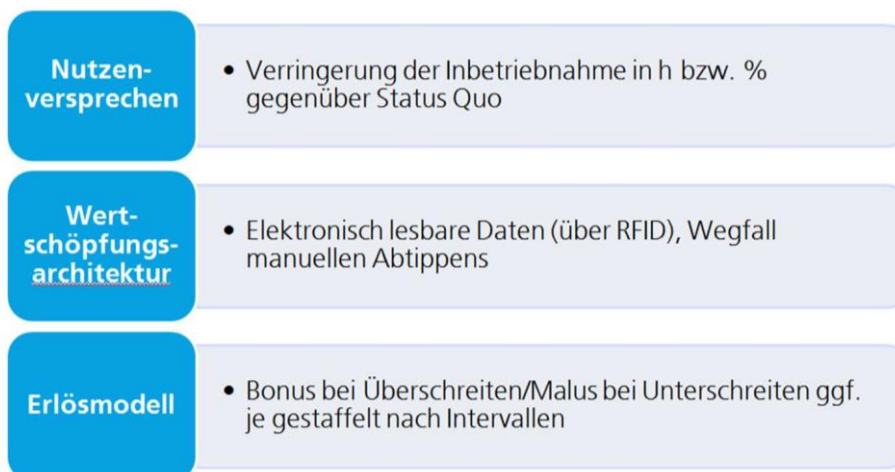 Nutzen-
versprechen
• Verringerung der Inbetriebnahme in h bzw. %
gegenüber Status Quo
Wert-
schöpfungs-
architektur
• Elektronisch lesbare Daten (über RFID), Wegfall
manuellen Abtippens
Erlösmodell
• Bonus bei Überschreiten/Malus bei Unterschreiten ggf.
je gestaffelt nach Intervallen